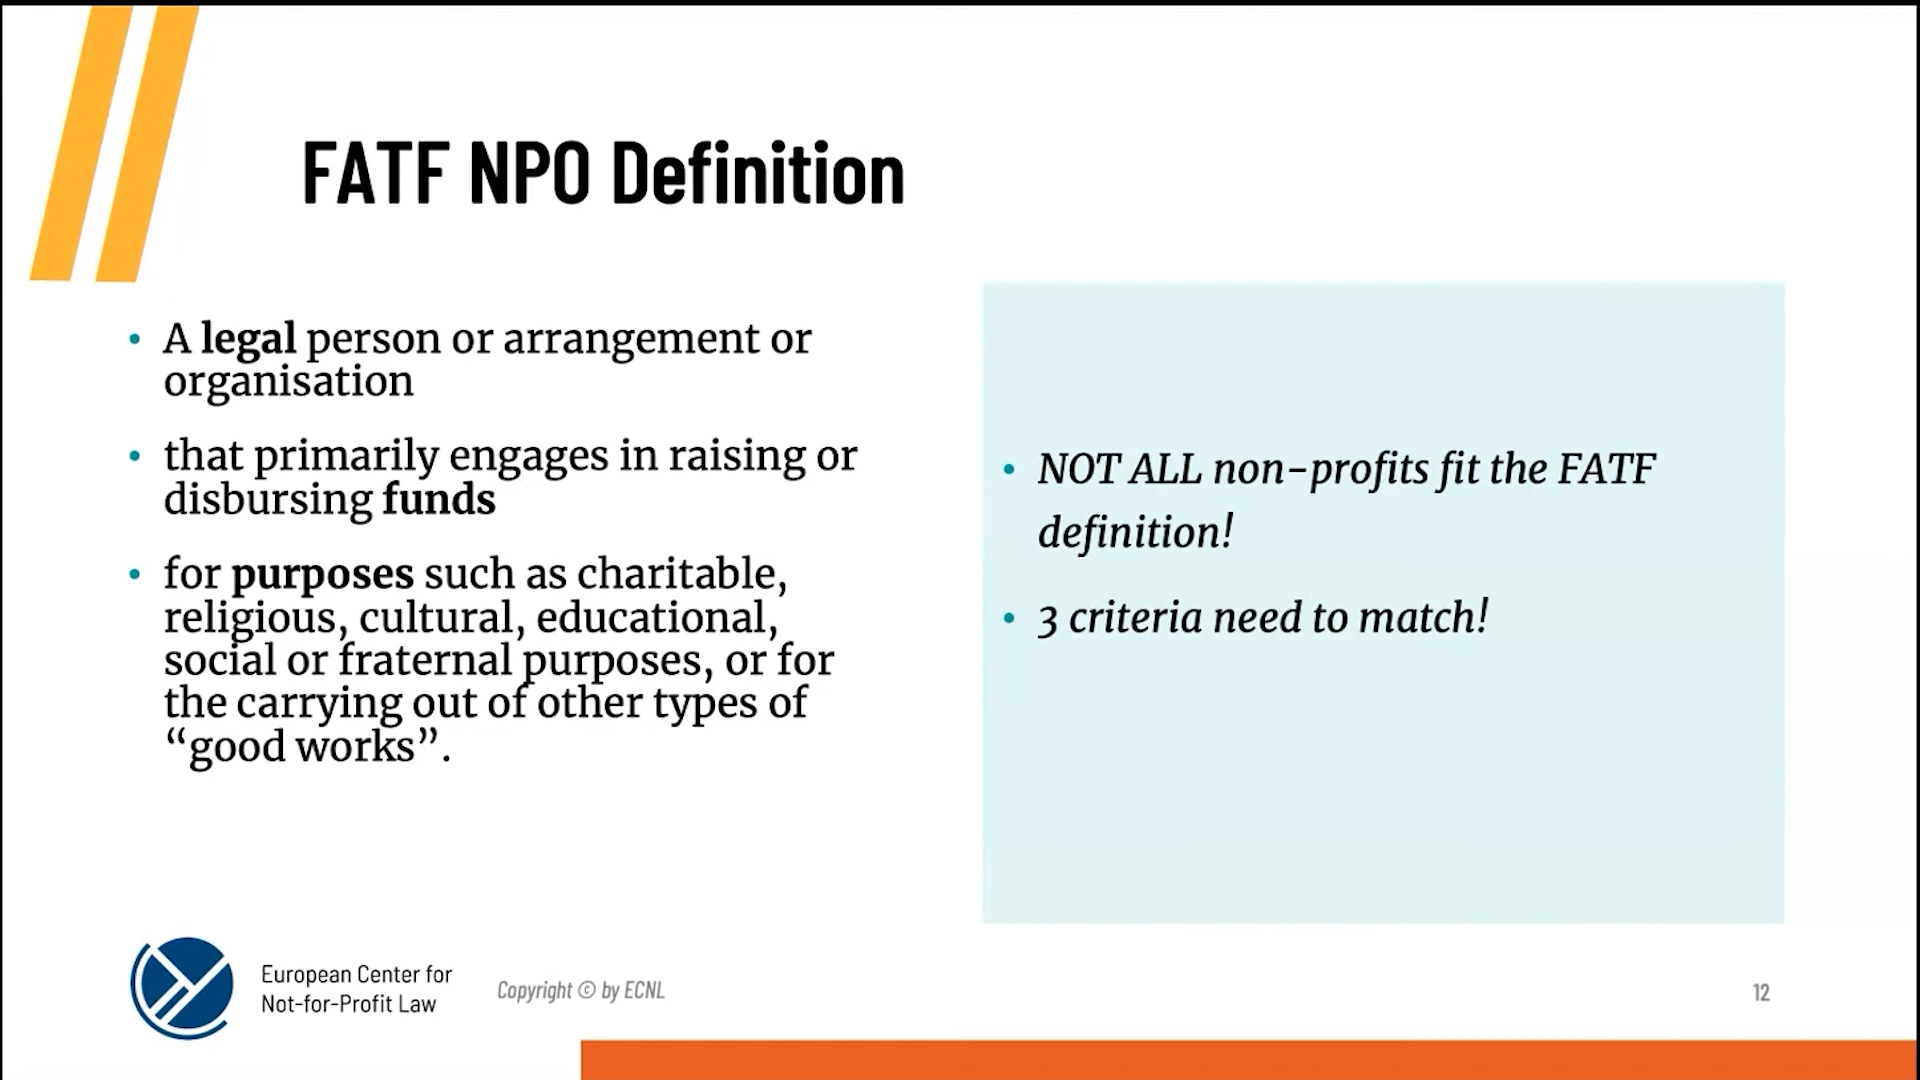 FATF NPO Definition
• A legal person or arrangement or
organisation
• that primarily engages in raising or
disbursing funds
• for purposes such as charitable,
religious, cultural, educational,
social or fraternal purposes, or for
the carrying out of other types of
“good works”.
• NOT ALL non-profits fit the FATF
definition!
• 3 criteria need to match!
European Center for
Not-for-Profit Law
Copyright © by ECNL
12